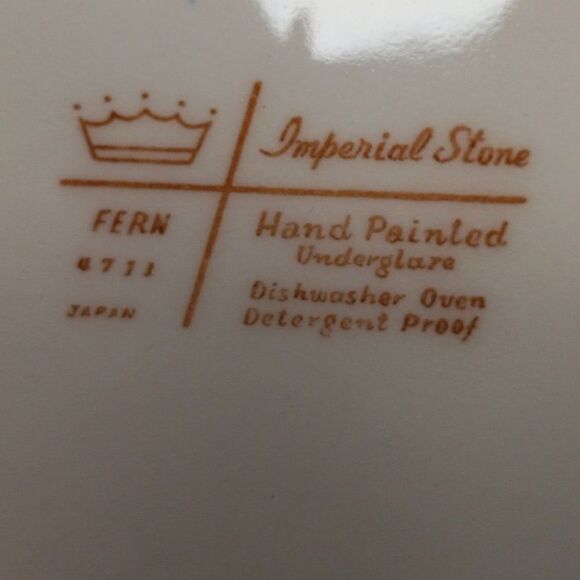 Imperial Stone
FERN
4711
JAPAN
Hand Painted
Underglaze
Dishwasher Oven
Detergent Proof